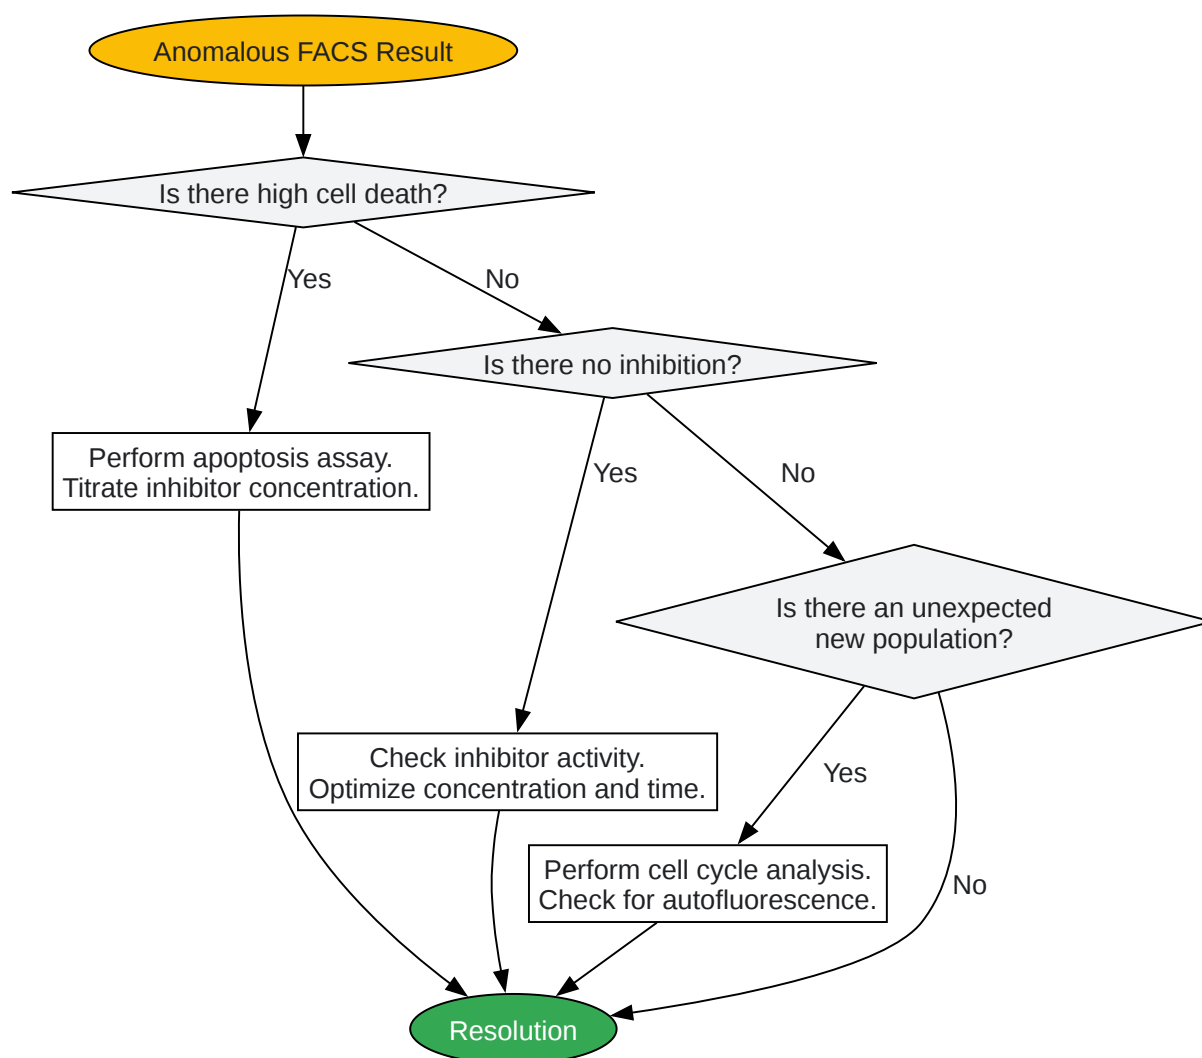 Anomalous FACS Result
Is there high cell death?
Yes
No
Is there no inhibition?
Perform apoptosis assay.
Titrate inhibitor concentration.
Yes
No
Is there an unexpected
new population?
Check inhibitor activity.
Optimize concentration and time.
Yes
Perform cell cycle analysis.
Check for autofluorescence.
No
Resolution